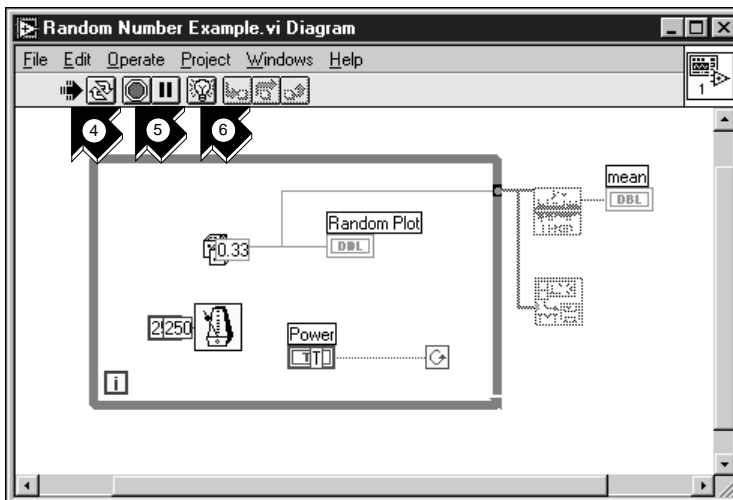 Random Number Example.vi Diagram
File Edit Operate Project Windows Help
1
4 5 6
mean
DBL
Random Plot
DBL
0.33
250
Power
T
i